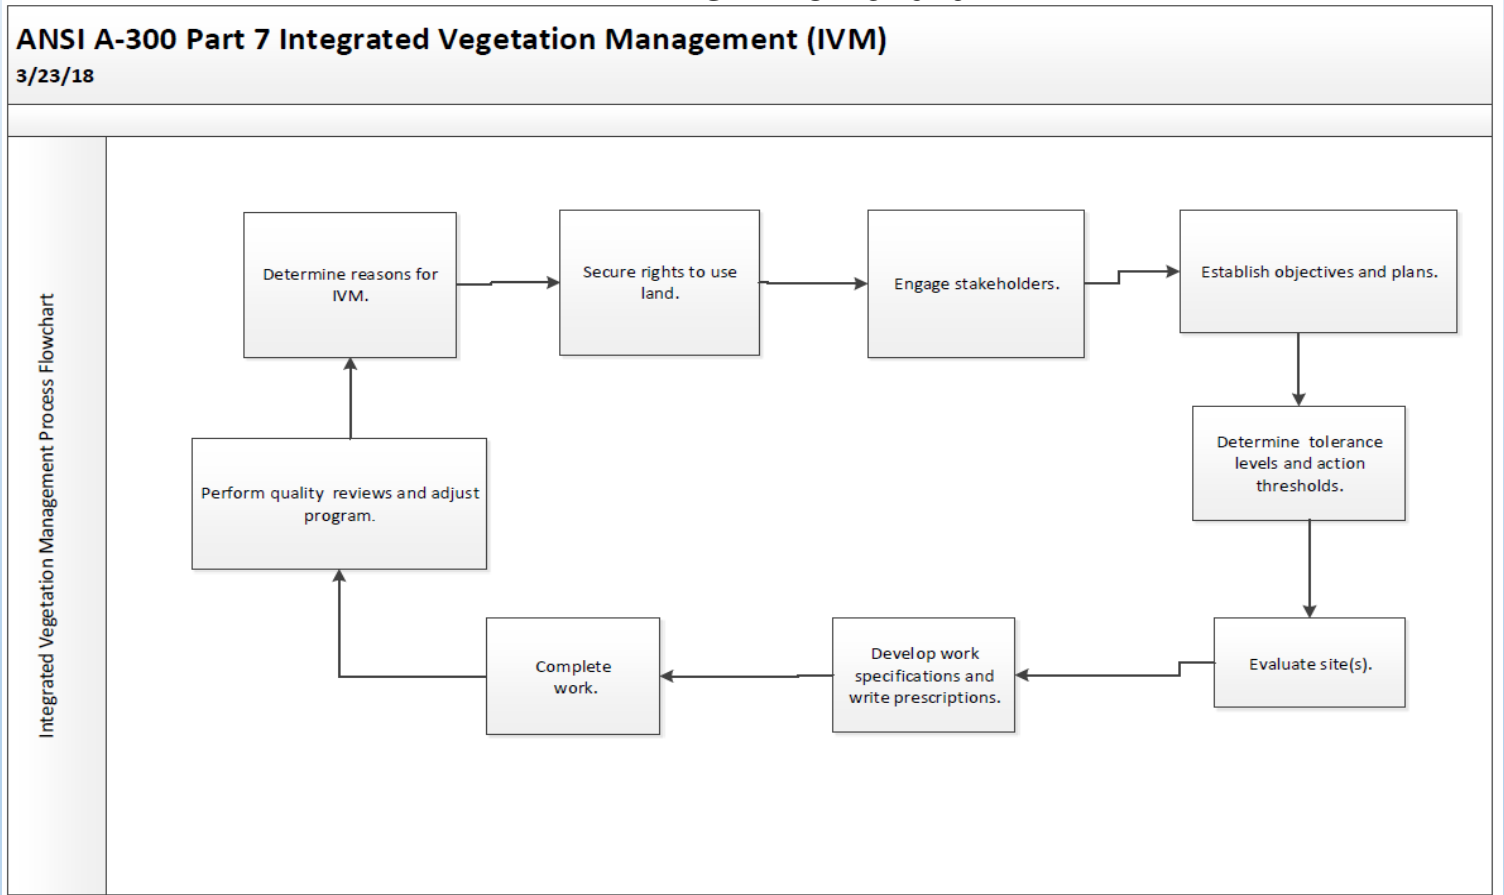 ANSI A-300 Part 7 Integrated Vegetation Management (IVM)
3/23/18
Integrated Vegetation Management Process Flowchart
Determine reasons for
IVM.
Secure rights to use
land.
Engage stakeholders.
Establish objectives and plans.
Determine tolerance
levels and action
thresholds.
Evaluate site(s).
Develop work
specifications and
write prescriptions.
Complete
work.
Perform quality reviews and adjust
program.